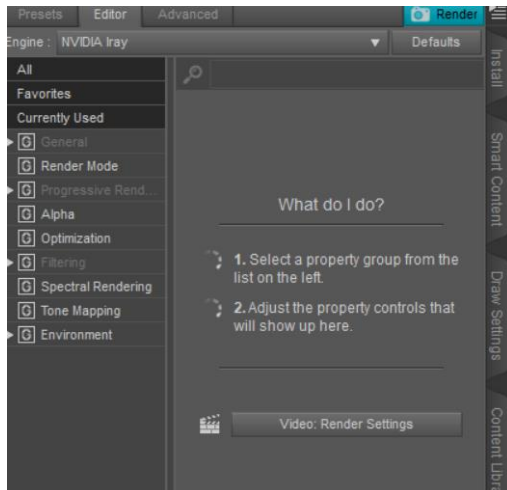 Presets Editor Advanced Render
Engine : NVIDIA Iray Defaults
All
Favorites
Currently Used
G General
G Render Mode
G Progressive Rend...
G Alpha
G Optimization
G Filtering
G Spectral Rendering
G Tone Mapping
G Environment
What do I do?
1. Select a property group from the
list on the left.
2. Adjust the property controls that
will show up here.
Video: Render Settings
Install
Smart Content
Draw Settings
Content Libra